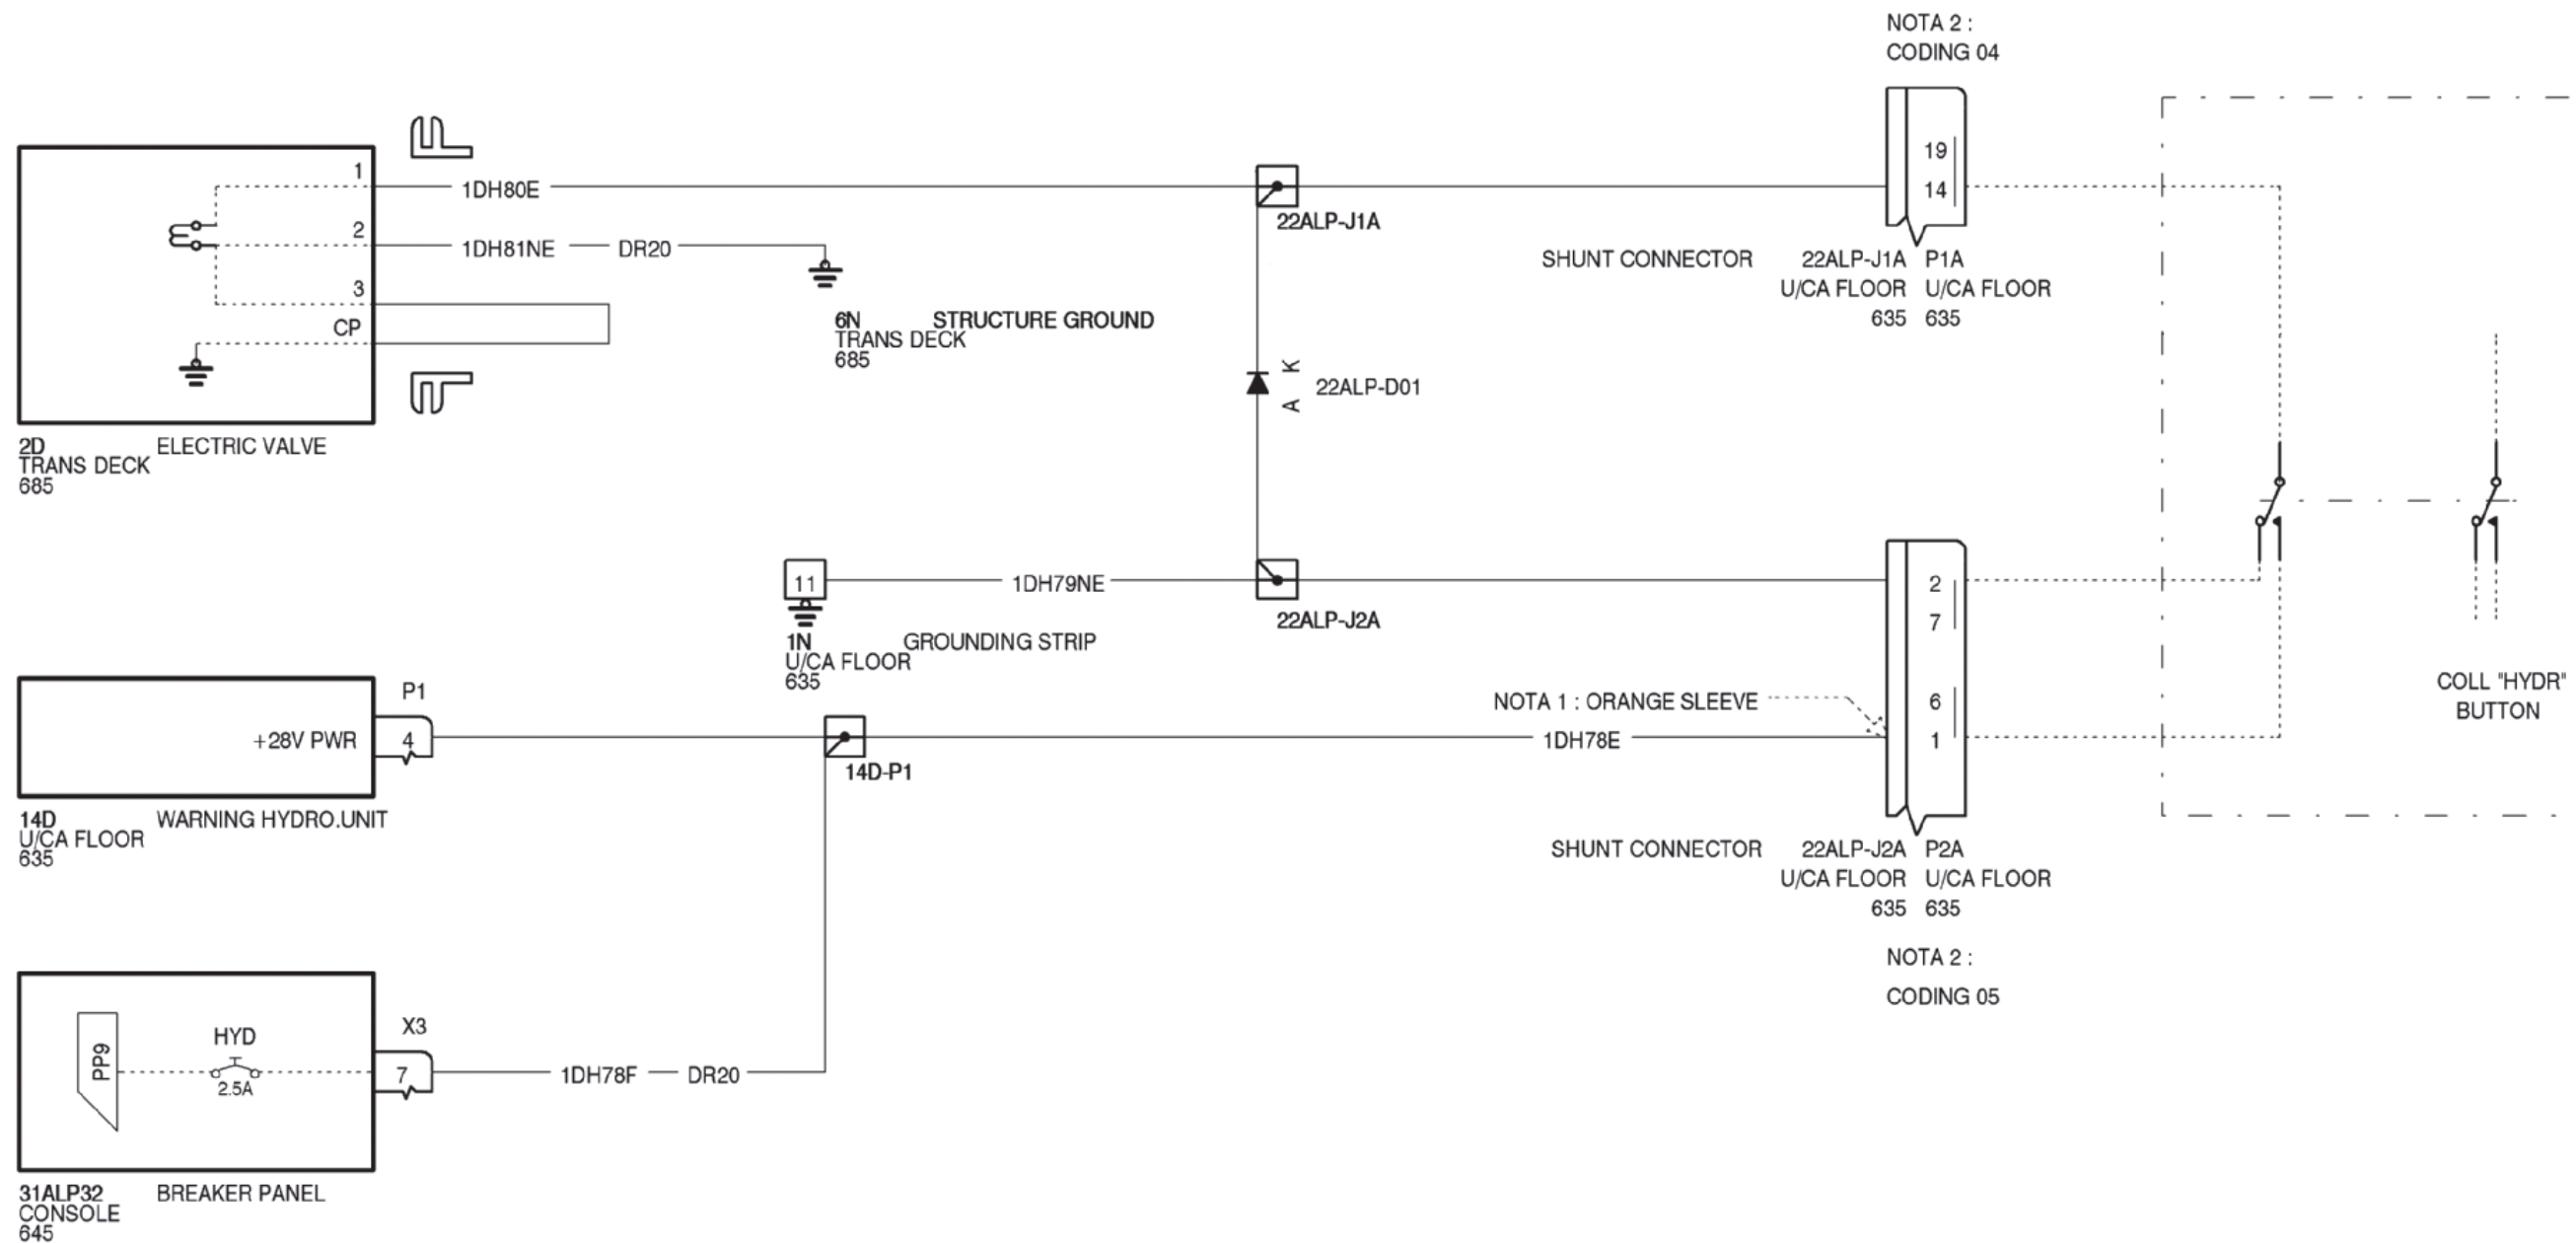 NOTA 2 :
CODING 04
1
1DH80E
2
1DH81NE
DR20
3
CP
2D
ELECTRIC VALVE
TRANS DECK
685
6N
STRUCTURE GROUND
TRANS DECK
685
22ALP-J1A
19
14
SHUNT CONNECTOR
22ALP-J1A P1A
U/CA FLOOR U/CA FLOOR
635 635
A K
22ALP-D01
11
1DH79NE
1N
GROUNDING STRIP
U/CA FLOOR
635
22ALP-J2A
2
7
6
1
NOTA 1 : ORANGE SLEEVE
1DH78E
COLL "HYDR"
BUTTON
+28V PWR
P1
4
14D-P1
14D
WARNING HYDRO.UNIT
U/CA FLOOR
635
SHUNT CONNECTOR
22ALP-J2A P2A
U/CA FLOOR U/CA FLOOR
635 635
NOTA 2 :
CODING 05
PP9
HYD
2.5A
X3
7
1DH78F
DR20
31ALP32
BREAKER PANEL
CONSOLE
645